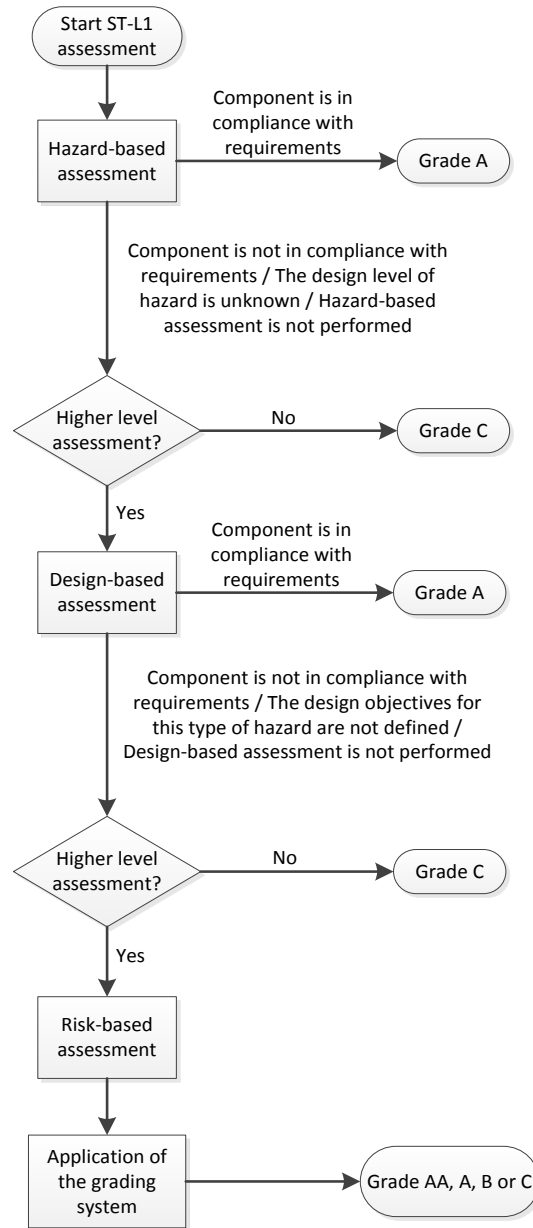 Start ST-L1
assessment
Component is in
compliance with
requirements
Hazard-based
assessment
Grade A
Component is not in compliance with
requirements / The design level of
hazard is unknown / Hazard-based
assessment is not performed
Higher level
assessment?
No
Grade C
Yes
Component is in
compliance with
requirements
Design-based
assessment
Grade A
Component is not in compliance with
requirements / The design objectives for
this type of hazard are not defined /
Design-based assessment is not performed
Higher level
assessment?
No
Grade C
Yes
Risk-based
assessment
Application of
the grading
system
Grade AA, A, B or C